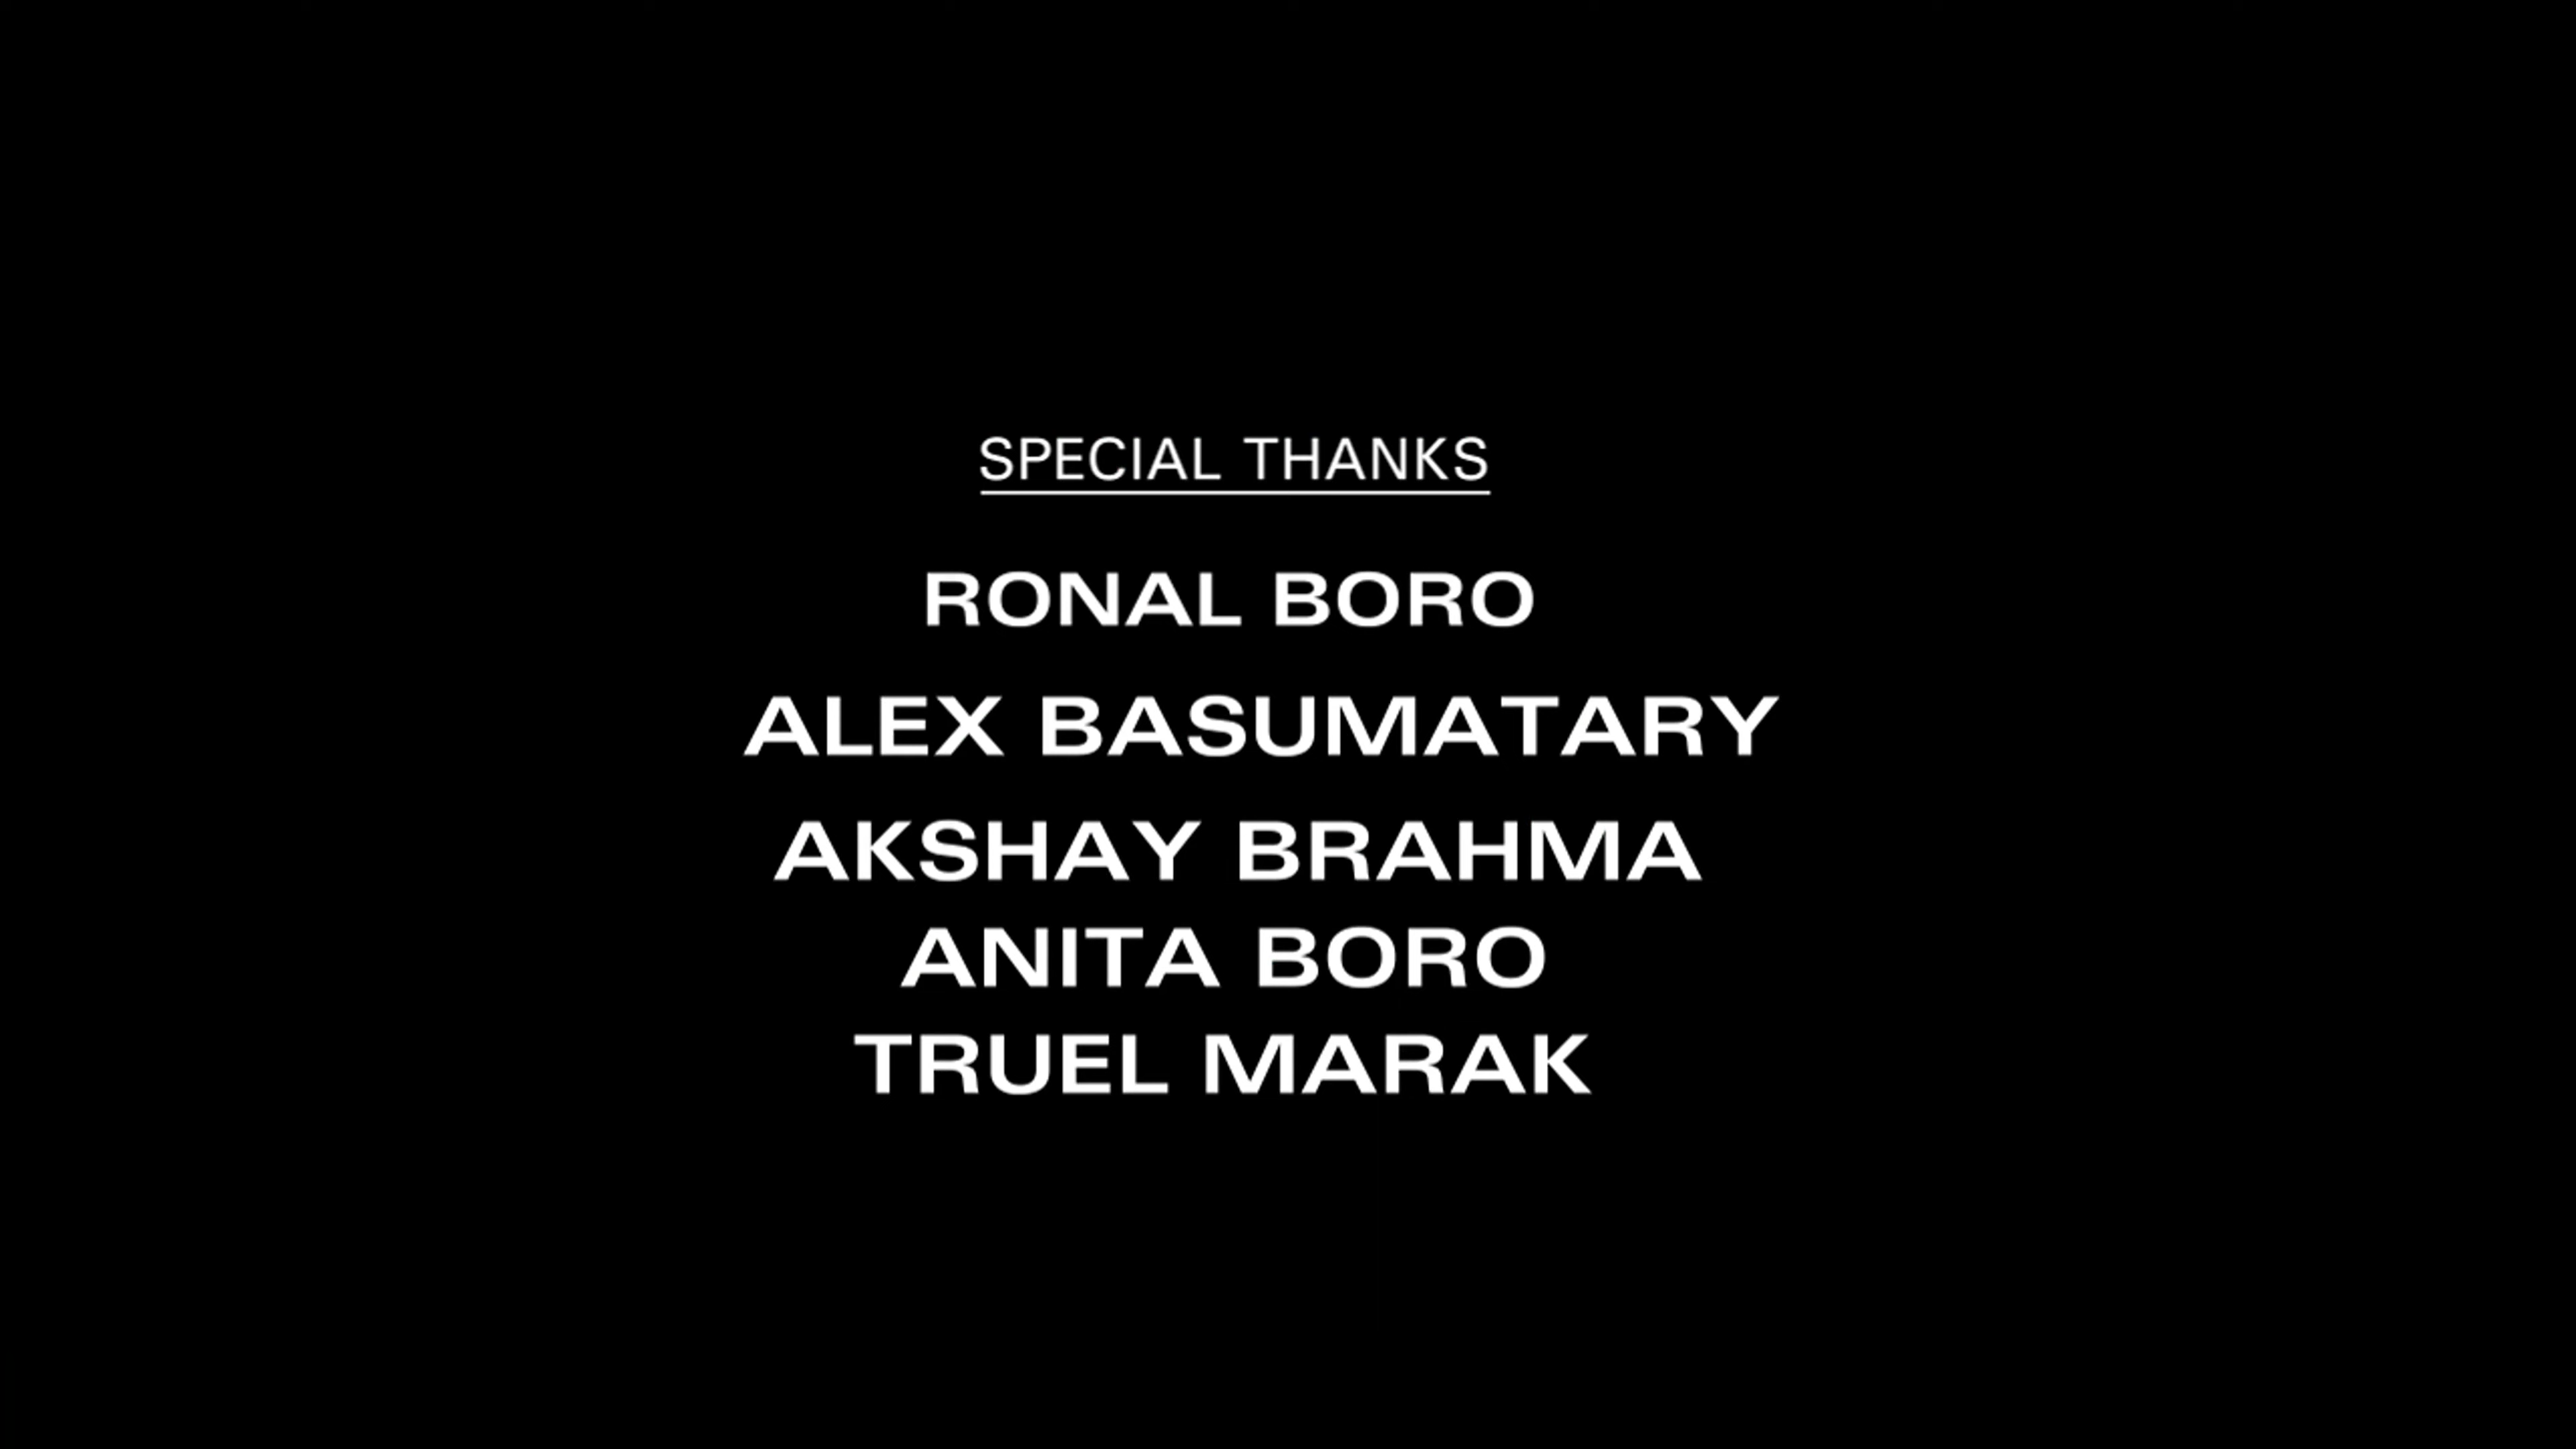 SPECIAL THANKS
RONAL BORO
ALEX BASUMATARY
AKSHAY BRAHMA
ANITA BORO
TRUEL MARAK